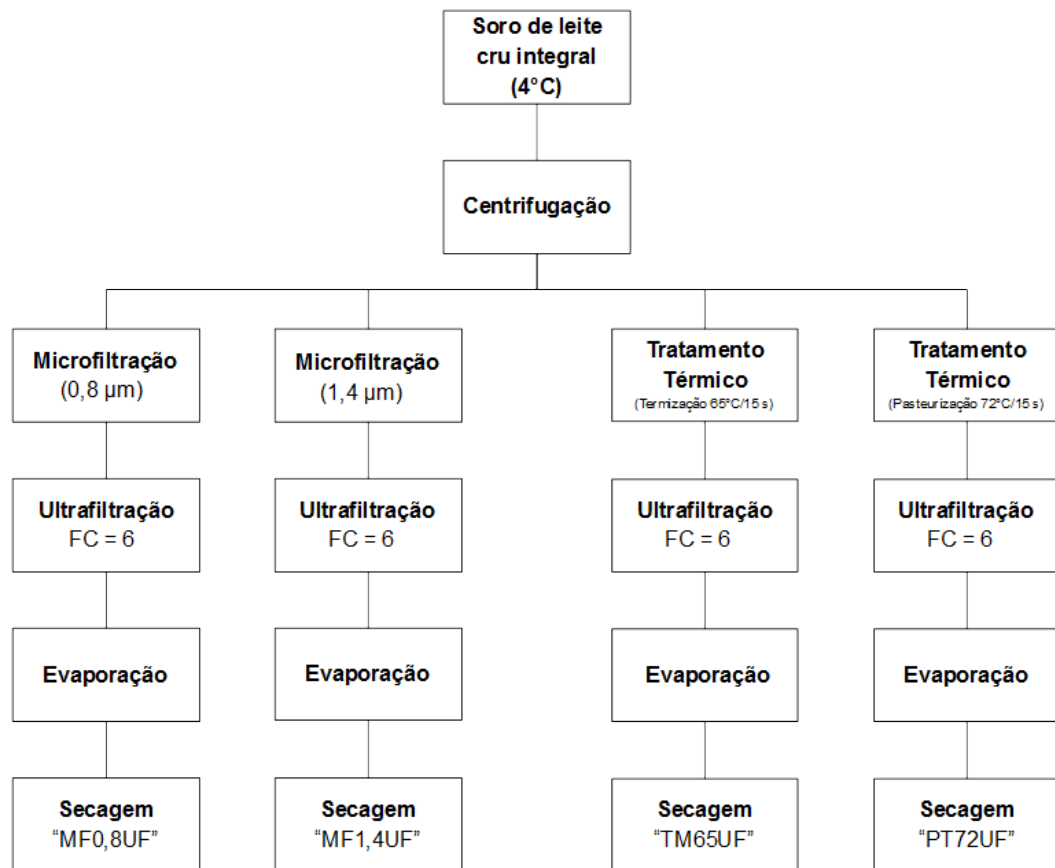 Soro de leite
cru integral
(4°C)
Centrifugação
Microfiltração
(0,8 µm)
Microfiltração
(1,4 µm)
Tratamento
Térmico
(Termização 65°C/15 s)
Tratamento
Térmico
(Pasteurização 72°C/15 s)
Ultrafiltração
FC = 6
Ultrafiltração
FC = 6
Ultrafiltração
FC = 6
Ultrafiltração
FC = 6
Evaporação
Evaporação
Evaporação
Evaporação
Secagem
“MF0,8UF”
Secagem
“MF1,4UF”
Secagem
“TM65UF”
Secagem
“PT72UF”